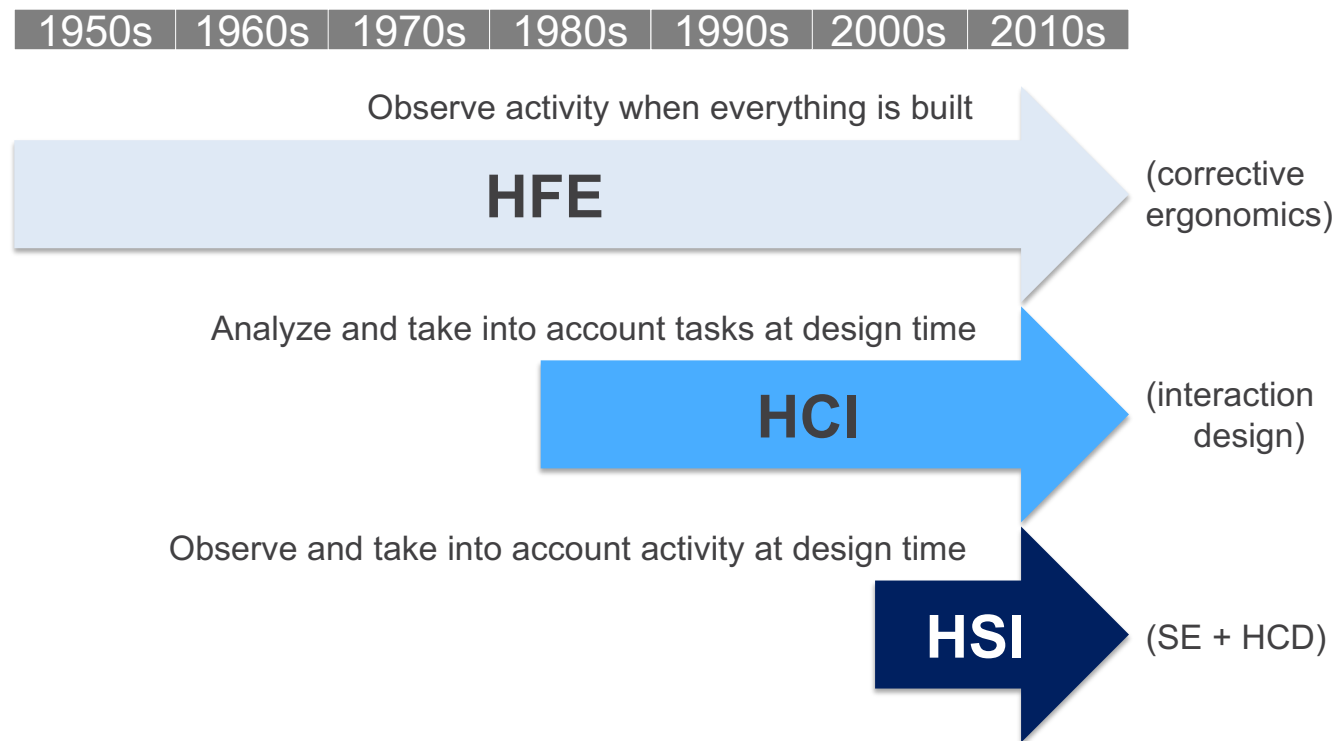 1950s 1960s 1970s 1980s 1990s 2000s 2010s
Observe activity when everything is built
HFE
(corrective
ergonomics)
Analyze and take into account tasks at design time
HCI
(interaction
design)
Observe and take into account activity at design time
HSI
(SE + HCD)